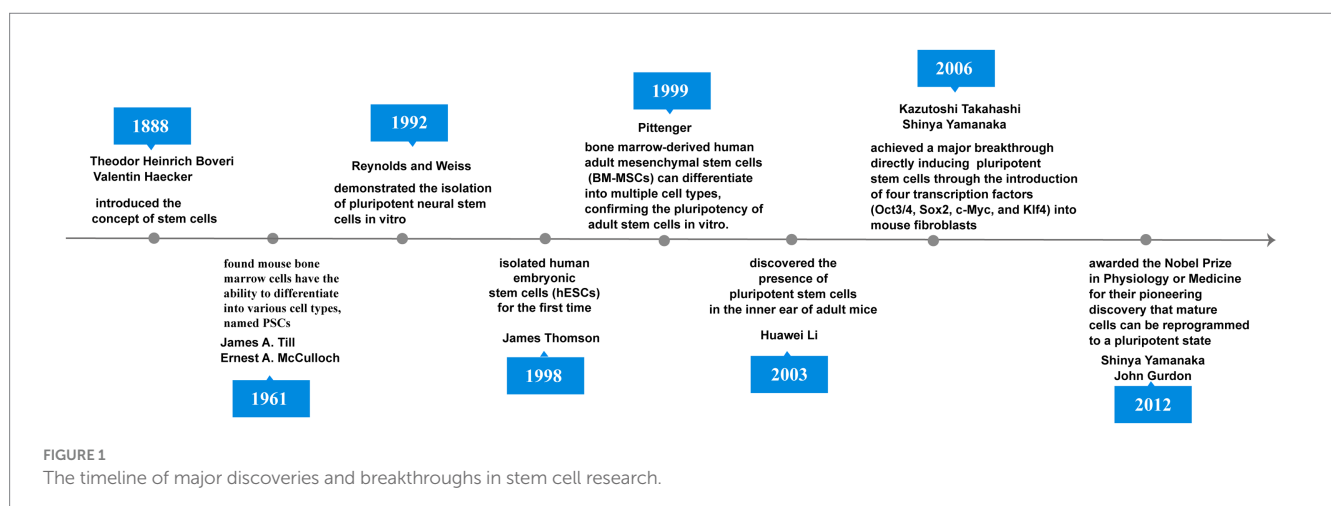 1888
Theodor Heinrich Boveri
Valentin Haecker
introduced the
concept of stem cells
1992
Reynolds and Weiss
demonstrated the isolation
of pluripotent neural stem
cells in vitro
1999
Pittenger
bone marrow-derived human
adult mesenchymal stem cells
(BM-MSCs) can differentiate
into multiple cell types,
confirming the pluripotency of
adult stem cells in vitro.
2006
Kazutoshi Takahashi
Shinya Yamanaka
achieved a major breakthrough
directly inducing pluripotent
stem cells through the introduction
of four transcription factors
(Oct3/4, Sox2, c-Myc, and Klf4) into
mouse fibroblasts
found mouse bone
marrow cells have the
ability to differentiate
into various cell types,
named PSCs
James A. Till
Ernest A. McCulloch
1961
isolated human
embryonic
stem cells (hESCs)
for the first time
James Thomson
1998
discovered the
presence of
pluripotent stem cells
in the inner ear of adult mice
Huawei Li
2003
awarded the Nobel Prize
in Physiology or Medicine
for their pioneering
discovery that mature
cells can be reprogrammed
to a pluripotent state
Shinya Yamanaka
John Gurdon
2012
FIGURE 1
The timeline of major discoveries and breakthroughs in stem cell research.